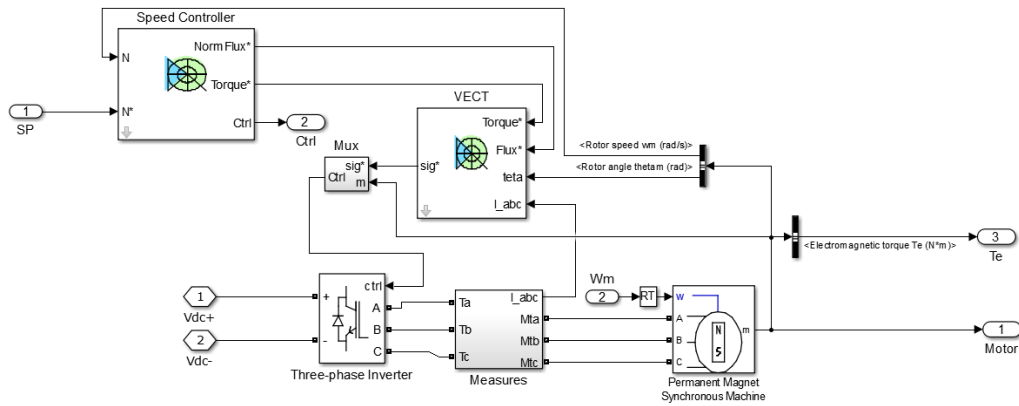 Speed Controller
N
NormFlux*
Torque*
N*
Ctrl
1
SP
2
Ctrl
VECT
Torque*
Flux*
sig*
teta
I_abc
Mux
sig*
Ctrl
m
<Rotor speed wm (rad/s)>
<Rotor angle thetam (rad)>
<Electromagnetic torque Te (N*m)>
3
Te
1
Vdc+
2
Vdc-
ctrl
+
A
B
-
C
Three-phase Inverter
I_abc
Ta
Mta
Tb
Mtb
Tc
Mtc
Measures
Wm
2
RT
w
A
N
m
B
S
C
Permanent Magnet
Synchronous Machine
1
Motor